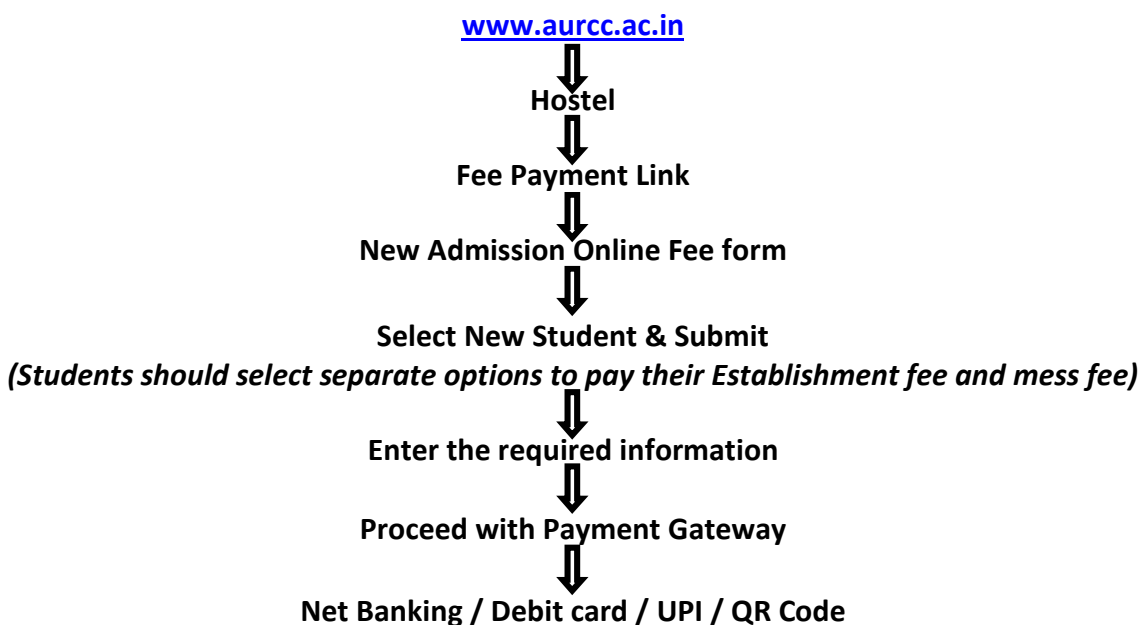 www.aurcc.ac.in
Hostel
Fee Payment Link
New Admission Online Fee form
Select New Student & Submit
(Students should select separate options to pay their Establishment fee and mess fee)
Enter the required information
Proceed with Payment Gateway
Net Banking / Debit card / UPI / QR Code